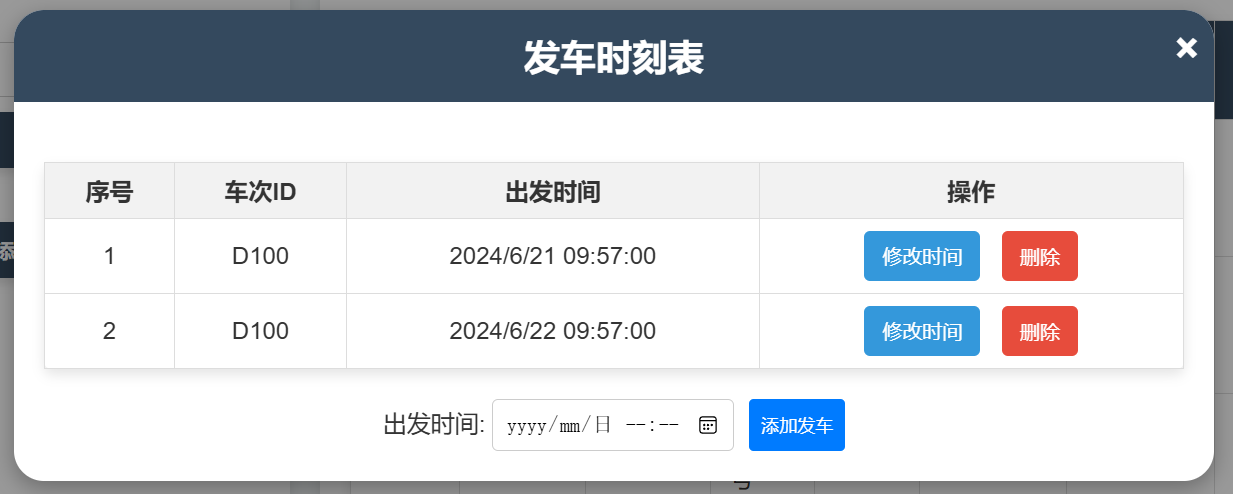 发车时刻表 ×
序号 车次ID 出发时间 操作
1 D100 2024/6/21 09:57:00 修改时间 删除
2 D100 2024/6/22 09:57:00 修改时间 删除
出发时间: yyyy/mm/日 --:-- 添加发车